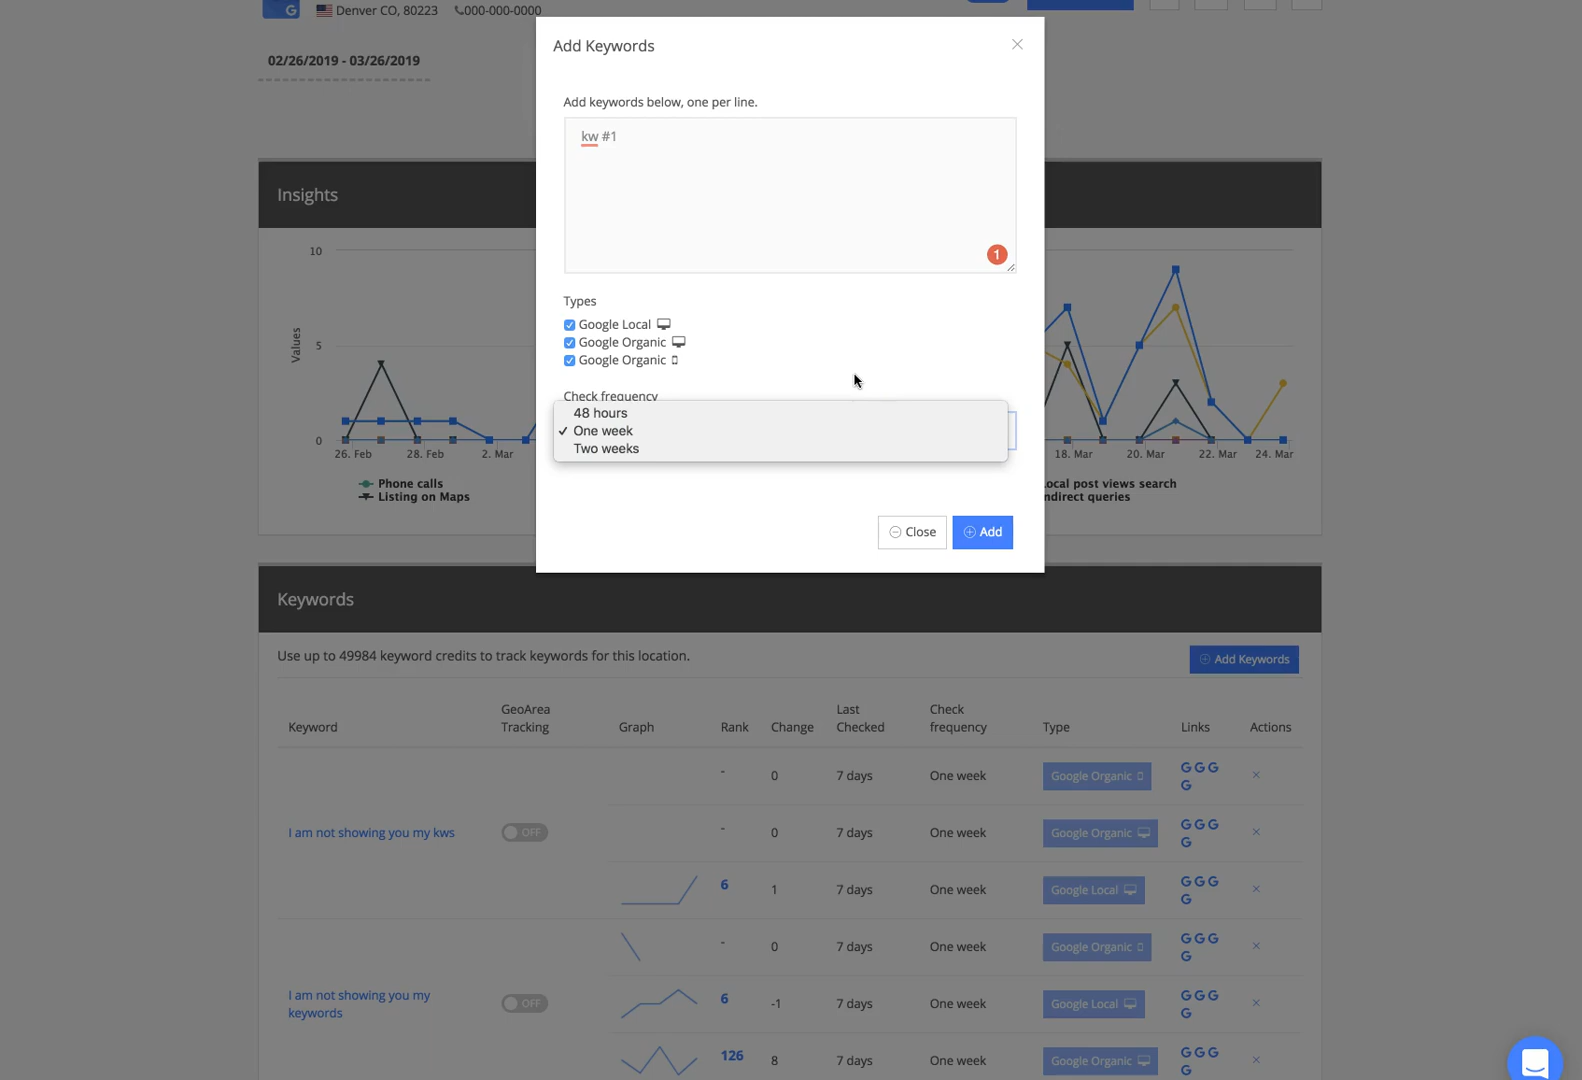 Denver CO, 80223 000-000-0000
02/26/2019 - 03/26/2019
Add Keywords
Add keywords below, one per line.
kw #1
1
Types
Google Local
Google Organic
Google Organic
Check frequency
48 hours
✓ One week
Two weeks
Close
Add
Insights
10
5
0
Values
26. Feb 28. Feb 2. Mar 18. Mar 20. Mar 22. Mar 24. Mar
Phone calls
Listing on Maps
ocal post views search
ndirect queries
Keywords
Use up to 49984 keyword credits to track keywords for this location.
Add Keywords
Keyword GeoArea Tracking Graph Rank Change Last Checked Check frequency Type Links Actions
- 0 7 days One week Google Organic G G G G ×
I am not showing you my kws OFF - 0 7 days One week Google Organic G G G G ×
6 1 7 days One week Google Local G G G G ×
- 0 7 days One week Google Organic G G G G ×
I am not showing you my
keywords
OFF 6 -1 7 days One week Google Local G G G G ×
126 8 7 days One week Google Organic G G G G ×